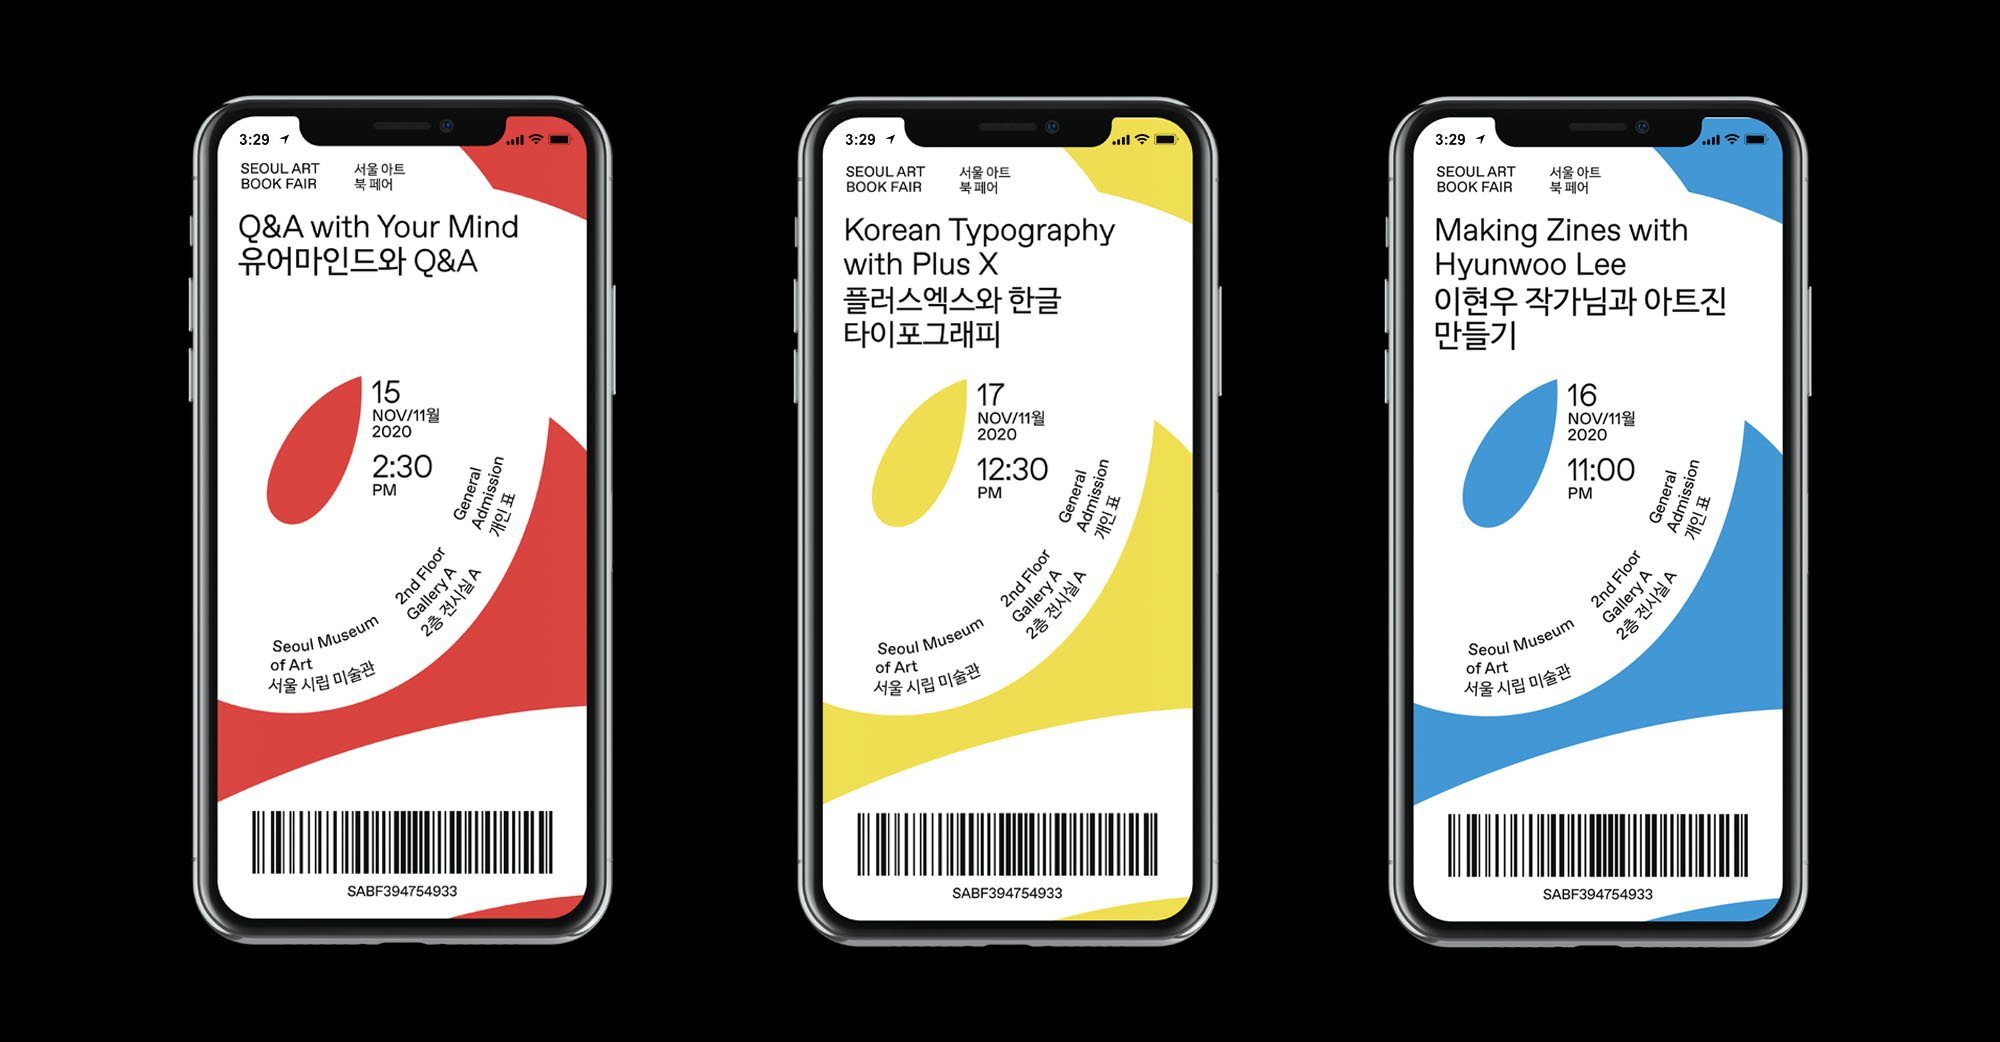 3:29
SEOUL ART
BOOK FAIR
서울 아트
북 페어
Q&A with Your Mind
유어마인드와 Q&A
15
NOV/11월
2020
2:30
PM
General
Admission
개인 표
2nd Floor
Gallery A
2층 전시실 A
Seoul Museum
of Art
서울 시립 미술관
SABF394754933
3:29
SEOUL ART
BOOK FAIR
서울 아트
북 페어
Korean Typography
with Plus X
플러스엑스와 한글
타이포그래피
17
NOV/11월
2020
12:30
PM
General
Admission
개인 표
2nd Floor
Gallery A
2층 전시실 A
Seoul Museum
of Art
서울 시립 미술관
SABF394754933
3:29
SEOUL ART
BOOK FAIR
서울 아트
북 페어
Making Zines with
Hyunwoo Lee
이현우 작가님과 아트진
만들기
16
NOV/11월
2020
11:00
PM
General
Admission
개인 표
2nd Floor
Gallery A
2층 전시실 A
Seoul Museum
of Art
서울 시립 미술관
SABF394754933